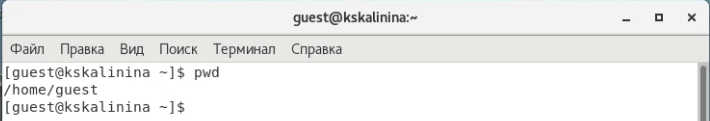 guest@kskalinina:~
Файл Правка Вид Поиск Терминал Справка
[guest@kskalinina ~]$ pwd
/home/guest
[guest@kskalinina ~]$